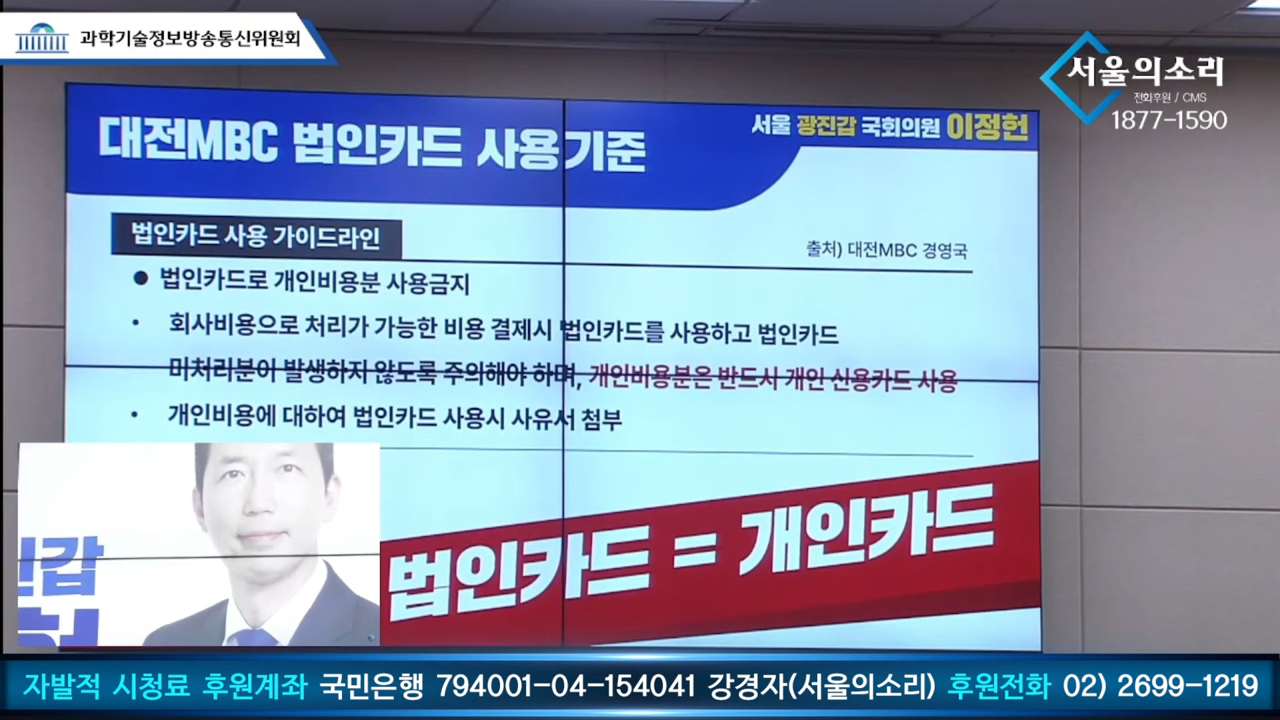 과학기술정보방송통신위원회
서울의소리
전화후원 / CMS
1877-1590
서울 광진갑 국회의원 이정헌
대전MBC 법인카드 사용기준
법인카드 사용 가이드라인
출처) 대전MBC 경영국
● 법인카드로 개인비용분 사용금지
• 회사비용으로 처리가 가능한 비용 결제시 법인카드를 사용하고 법인카드
미처리분이 발생하지 않도록 주의해야 하며, 개인비용분은 반드시 개인 신용카드 사용
• 개인비용에 대하여 법인카드 사용시 사유서 첨부
법인카드 = 개인카드
자발적 시청료 후원계좌 국민은행 794001-04-154041 강경자(서울의소리) 후원전화 02) 2699-1219